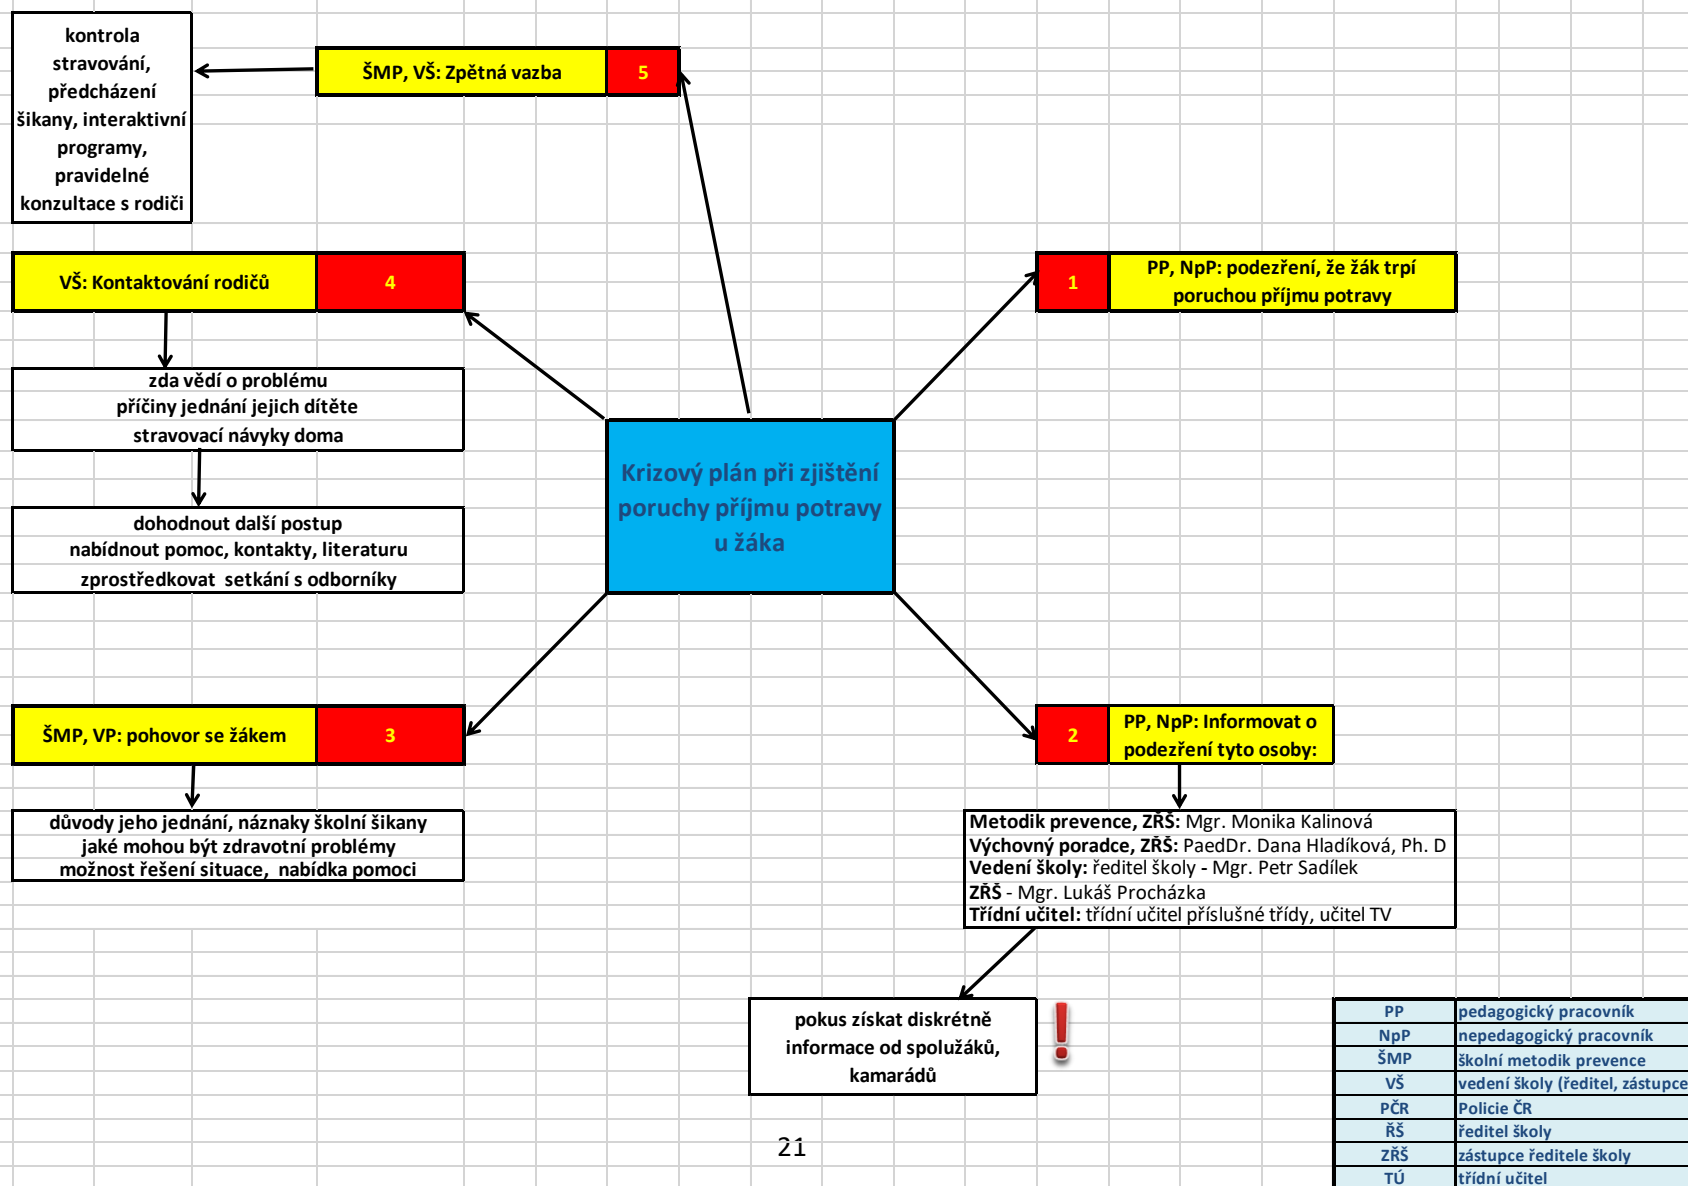 kontrola
stravování,
předcházení
šikany, interaktivní
programy,
pravidelné
konzultace s rodiči
ŠMP, VŠ: Zpětná vazba 5
VŠ: Kontaktování rodičů 4
zda vědí o problému
příčiny jednání jejich dítěte
stravovací návyky doma
dohodnout další postup
nabídnout pomoc, kontakty, literaturu
zprostředkovat setkání s odborníky
1 PP, NpP: podezření, že žák trpí
poruchou příjmu potravy
Krizový plán při zjištění
poruchy příjmu potravy
u žáka
ŠMP, VP: pohovor se žákem 3
důvody jeho jednání, náznaky školní šikany
jaké mohou být zdravotní problémy
možnost řešení situace, nabídka pomoci
2 PP, NpP: Informovat o
podezření tyto osoby:
Metodik prevence, ZŘŠ: Mgr. Monika Kalinová
Výchovný poradce, ZŘŠ: PaedDr. Dana Hladíková, Ph. D
Vedení školy: ředitel školy - Mgr. Petr Sadílek
ZŘŠ - Mgr. Lukáš Procházka
Třídní učitel: třídní učitel příslušné třídy, učitel TV
pokus získat diskrétně
informace od spolužáků,
kamarádů
PP pedagogický pracovník
NpP nepedagogický pracovník
ŠMP školní metodik prevence
VŠ vedení školy (ředitel, zástupce
PČR Policie ČR
ŘŠ ředitel školy
ZŘŠ zástupce ředitele školy
TÚ třídní učitel
21